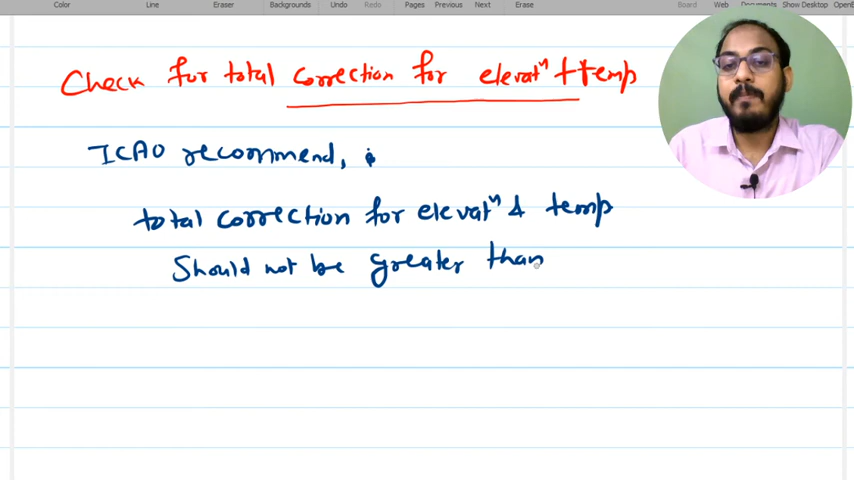 Color Line Eraser Backgrounds Undo Redo Pages Previous Next Erase Board Web Documents Show Desktop
Check for total correction for elevatⁿ + temp
ICAO recommend,
total correction for elevatⁿ & temp
Should not be greater than